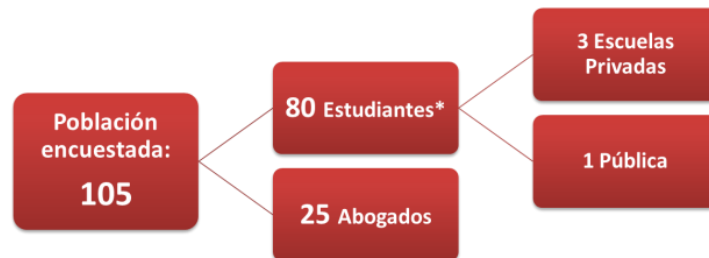 Población
encuestada:
105
80 Estudiantes*
25 Abogados
3 Escuelas
Privadas
1 Pública